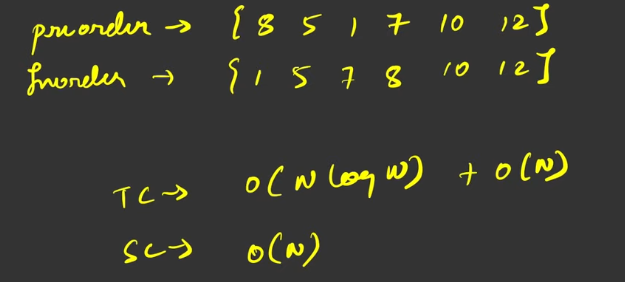 preorder → [ 8 5 1 7 10 12 ]
Inorder → [ 1 5 7 8 10 12 ]
TC → O(N log N) + O(N)
SC → O(N)